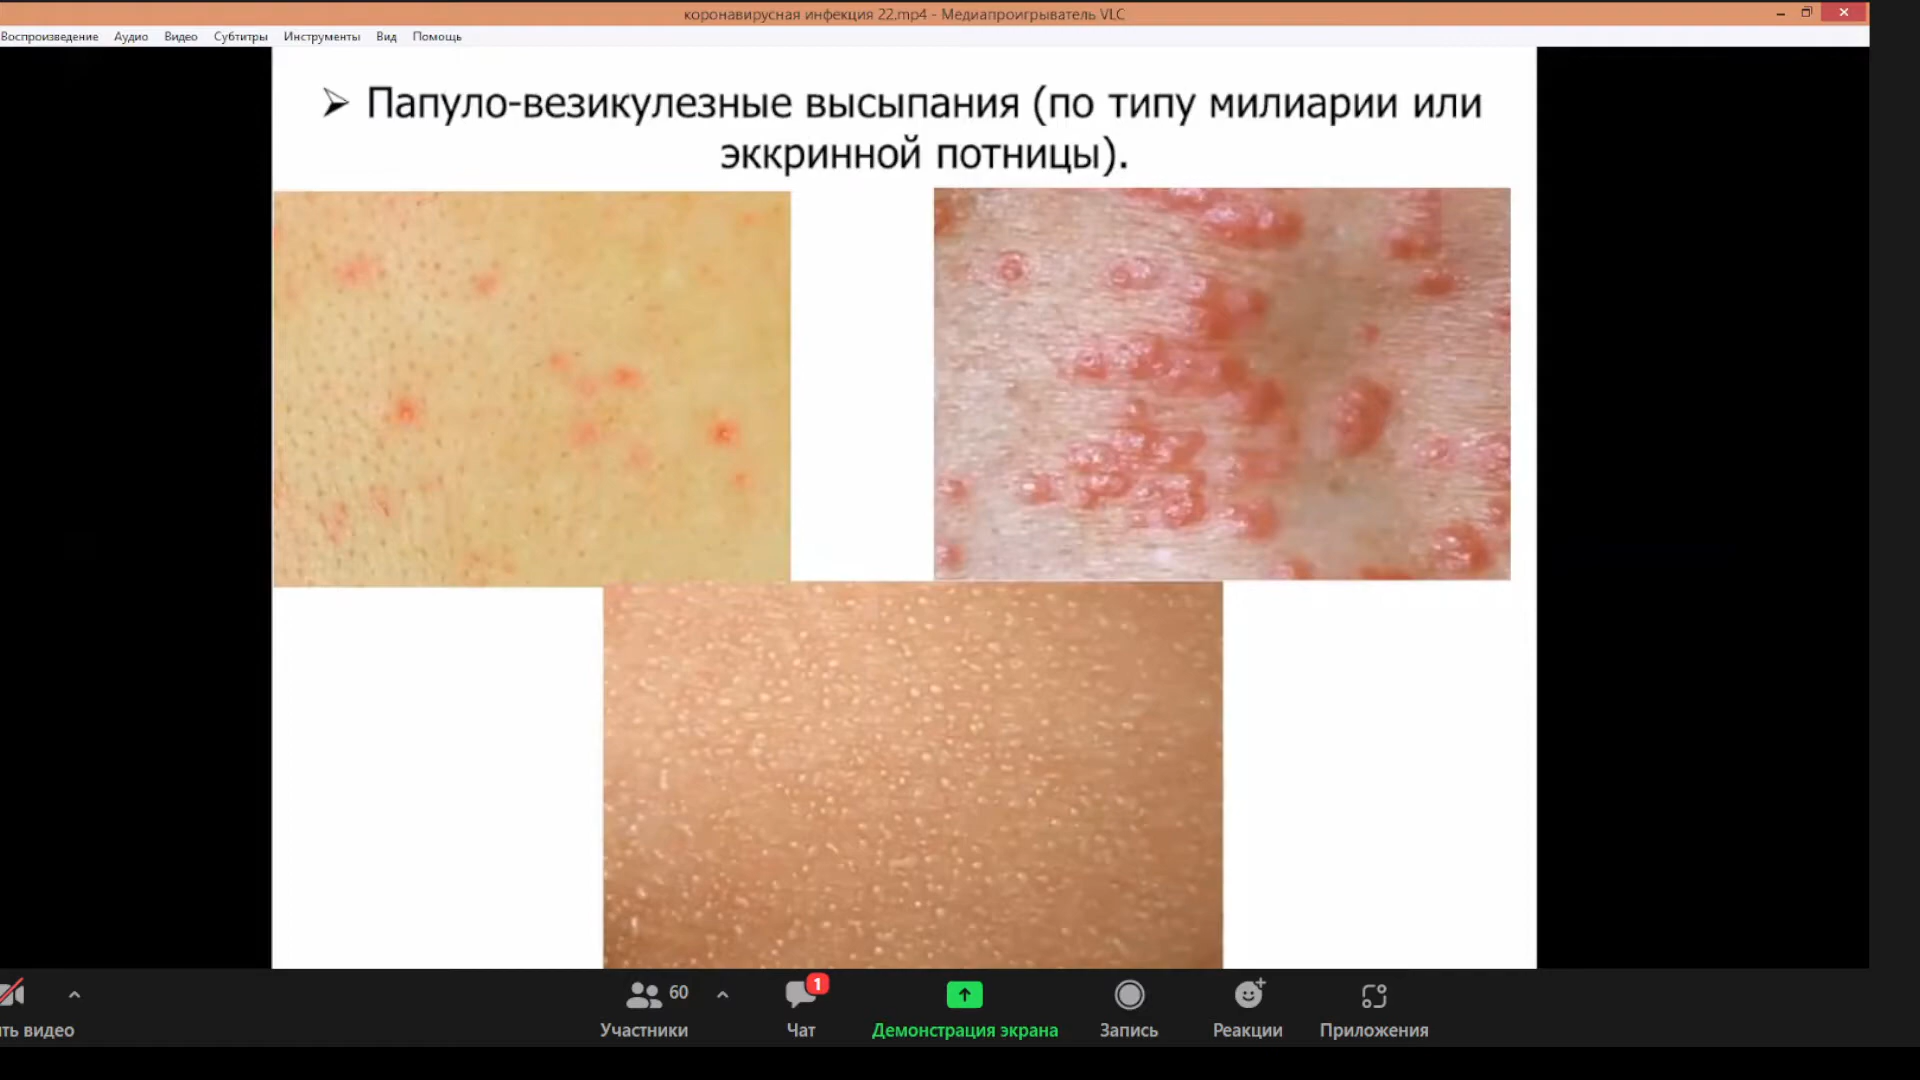 коронавирусная инфекция 22.mp4 - Медиапроигрыватель VLC
Воспроизведение Аудио Видео Субтитры Инструменты Вид Помощь
➢ Папуло-везикулезные высыпания (по типу милиарии или
эккринной потницы).
60
1
ть видео Участники Чат Демонстрация экрана Запись Реакции Приложения